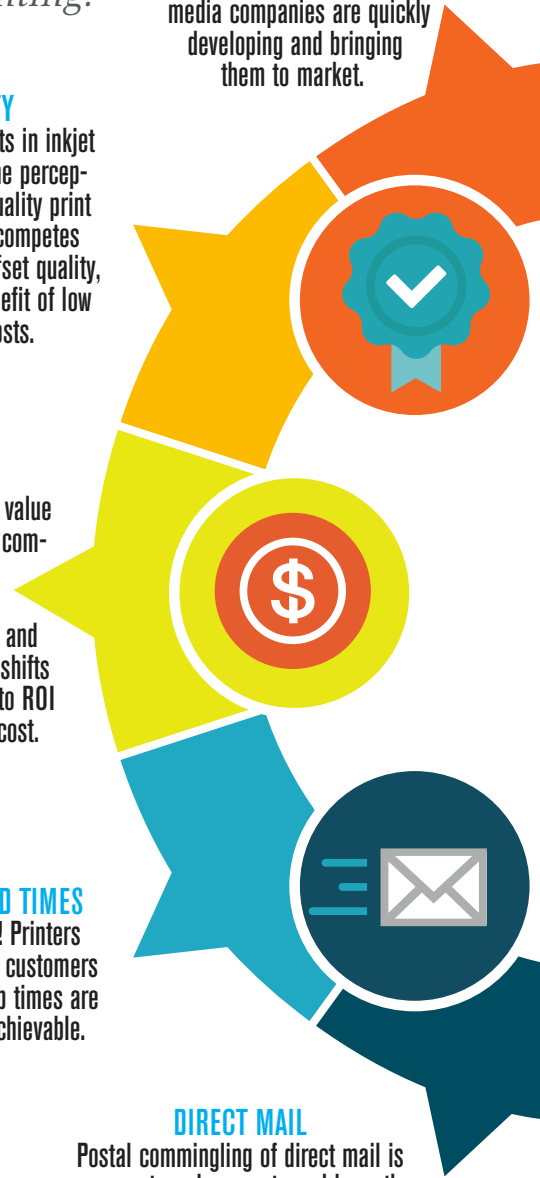 nting.
media companies are quickly
developing and bringing
them to market.
TY
ts in inkjet
e percep-
uality print
competes
fset quality,
efit of low
osts.
value
com-
and
shifts
to ROI
cost.
$
D TIMES
! Printers
customers
p times are
chievable.
DIRECT MAIL
Postal commingling of direct mail is